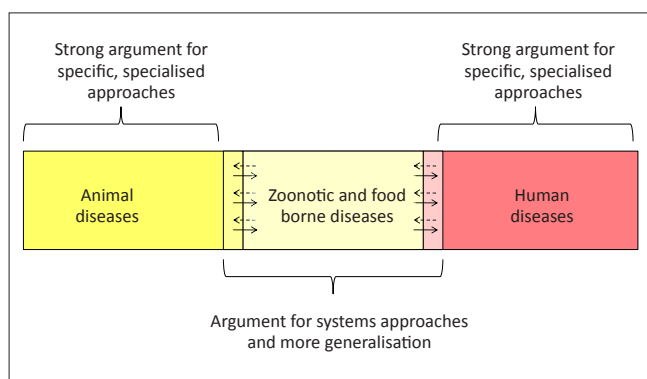 Strong argument for
specific, specialised
approaches
Strong argument for
specific, specialised
approaches
Animal
diseases
Zoonotic and food
borne diseases
Human
diseases
Argument for systems approaches
and more generalisation